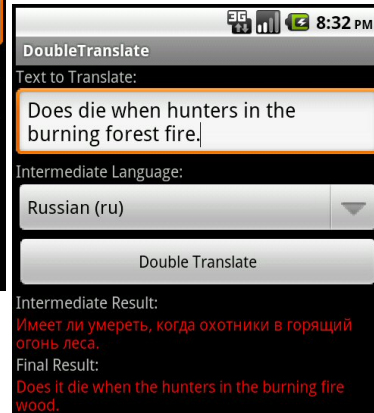 3G 8:32 PM
DoubleTranslate
Text to Translate:
Does die when hunters in the
burning forest fire.
Intermediate Language:
Russian (ru)
Double Translate
Intermediate Result:
Имеет ли умереть, когда охотники в горящий
огонь леса.
Final Result:
Does it die when the hunters in the burning fire
wood.